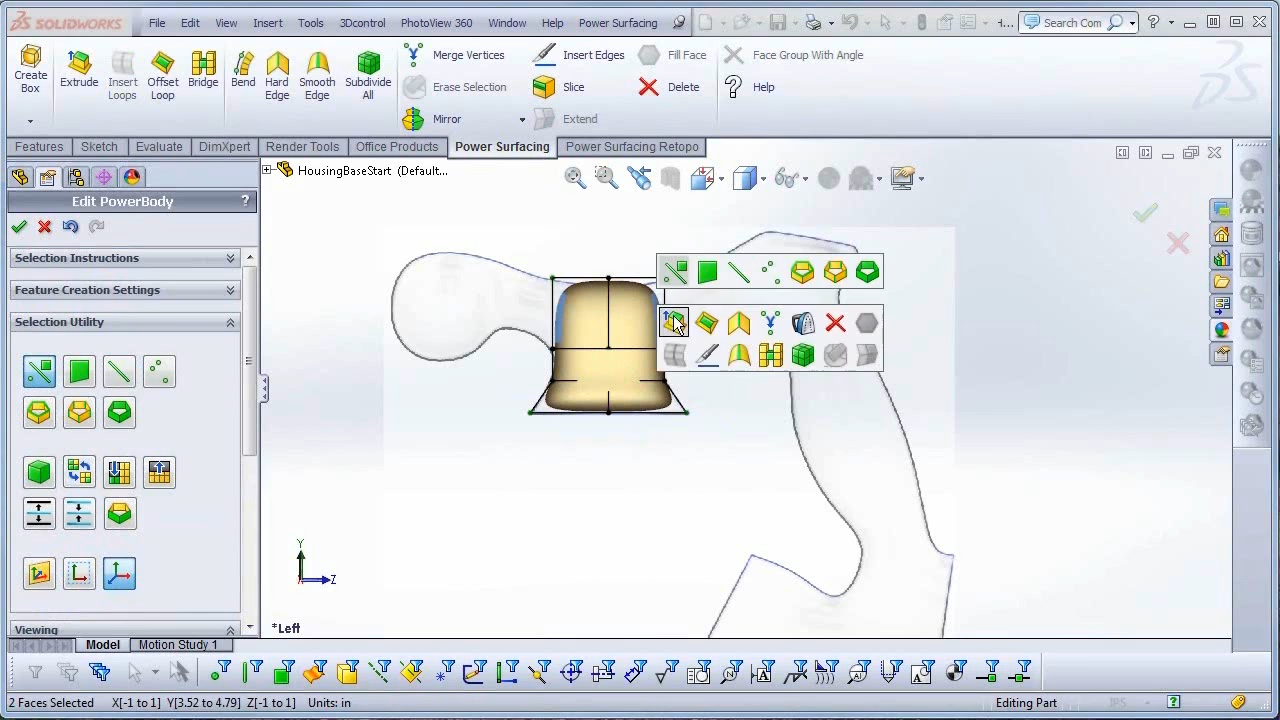 SOLIDWORKS File Edit View Insert Tools 3Dcontrol PhotoView 360 Window Help Power Surfacing Search Com
Create Box
Extrude
Insert Loops
Offset Loop
Bridge
Bend
Hard Edge
Smooth Edge
Subdivide All
Merge Vertices Insert Edges Fill Face Face Group With Angle
Erase Selection Slice Delete Help
Mirror Extend
Features Sketch Evaluate DimXpert Render Tools Office Products Power Surfacing Power Surfacing Retopo
HousingBaseStart (Default...
Edit PowerBody ?
Selection Instructions
Feature Creation Settings
Selection Utility
Viewing
Y
Z
*Left
Model Motion Study 1
2 Faces Selected X[-1 to 1] Y[3.52 to 4.79] Z[-1 to 1] Units: in Editing Part IPS